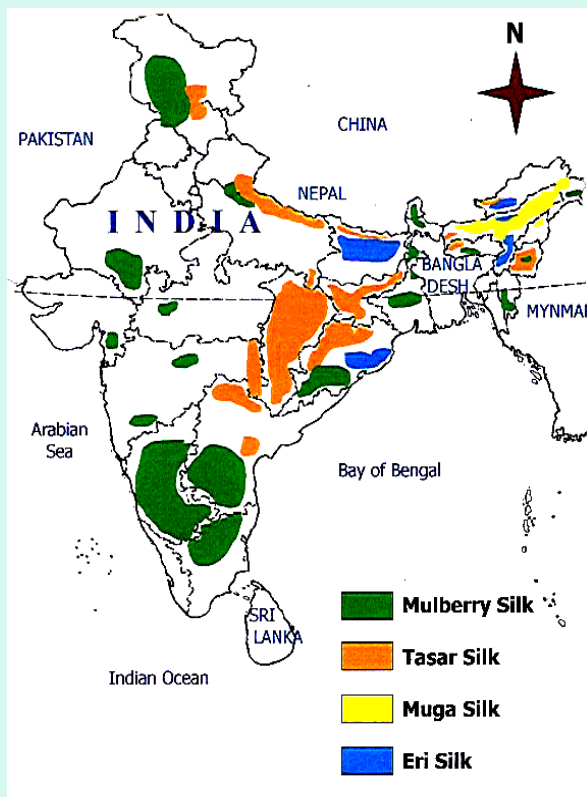 N
PAKISTAN
CHINA
NEPAL
INDIA
BANGLA
DESH
MYNMAR
Arabian
Sea
Bay of Bengal
SRI
LANKA
Indian Ocean
Mulberry Silk
Tasar Silk
Muga Silk
Eri Silk